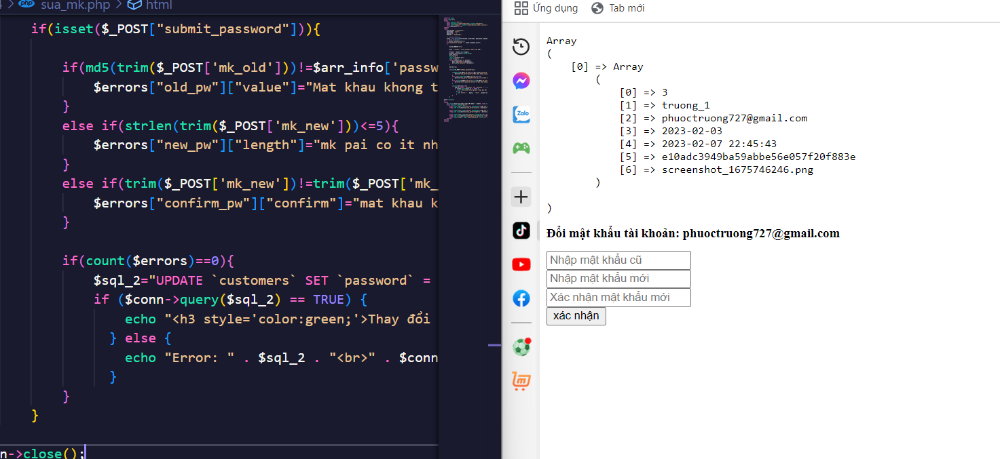 sua_mk.php > html
if(isset($_POST["submit_password"])){
if(md5(trim($_POST['mk_old']))!=$arr_info['passw
$errors["old_pw"]["value"]="Mat khau khong t
}
else if(strlen(trim($_POST['mk_new']))<=5){
$errors["new_pw"]["length"]="mk pai co it nh
}
else if(trim($_POST['mk_new'])!=trim($_POST['mk_
$errors["confirm_pw"]["confirm"]="mat khau k
}
if(count($errors)==0){
$sql_2="UPDATE `customers` SET `password` =
if ($conn->query($sql_2) == TRUE) {
echo "<h3 style='color:green;'>Thay đổi
} else {
echo "Error: " . $sql_2 . "<br>" . $conn
}
}
}
n->close();
Ứng dụng Tab mới
Zalo
Array
(
[0] => Array
(
[0] => 3
[1] => truong_1
[2] => phuoctruong727@gmail.com
[3] => 2023-02-03
[4] => 2023-02-07 22:45:43
[5] => e10adc3949ba59abbe56e057f20f883e
[6] => screenshot_1675746246.png
)
)
Đổi mật khẩu tài khoản: phuoctruong727@gmail.com
Nhập mật khẩu cũ
Nhập mật khẩu mới
Xác nhận mật khẩu mới
xác nhận